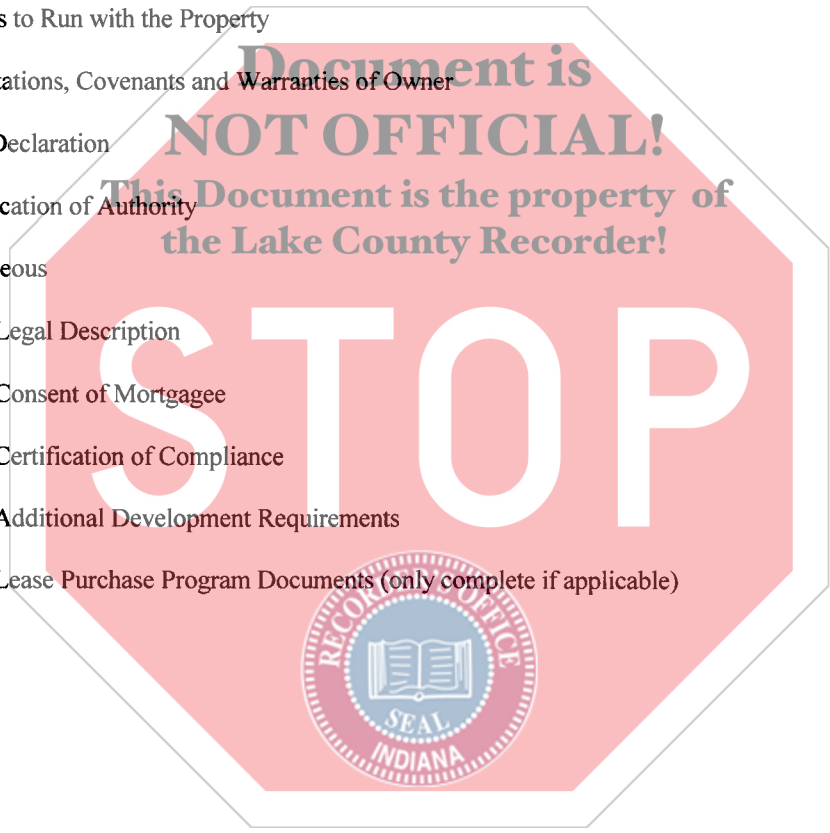 s to Run with the Property
Document is
tations, Covenants and Warranties of Owner
NOT OFFICIAL!
Declaration
This Document is the property of
cation of Authority
the Lake County Recorder!
eous
Legal Description
STOP
Consent of Mortgagee
Certification of Compliance
Additional Development Requirements
Lease Purchase Program Documents (only complete if applicable)
RECORDER'S OFFICE
SEAL
INDIANA